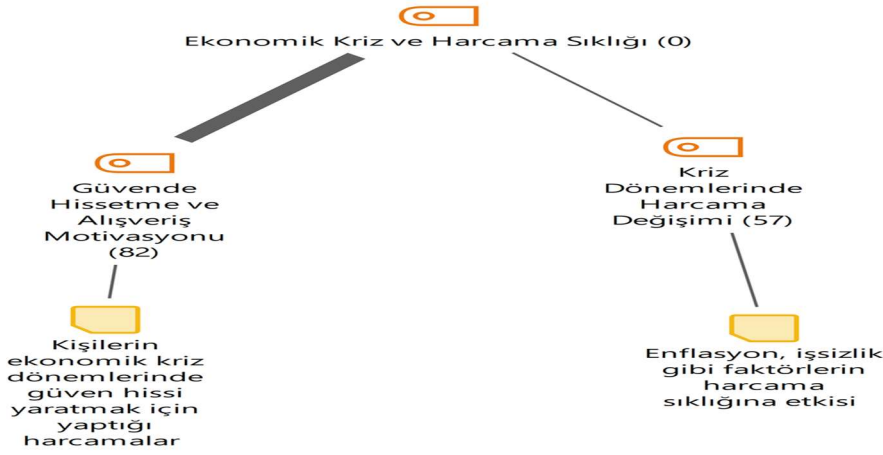 Ekonomik Kriz ve Harcama Sıklığı (0)
Güvende
Hissetme ve
Alışveriş
Motivasyonu
(82)
Kriz
Dönemlerinde
Harcama
Değişimi (57)
Kişilerin
ekonomik kriz
dönemlerinde
güven hissi
yaratmak için
yaptığı
harcamalar
Enflasyon, işsizlik
gibi faktörlerin
harcama
sıklığına etkisi